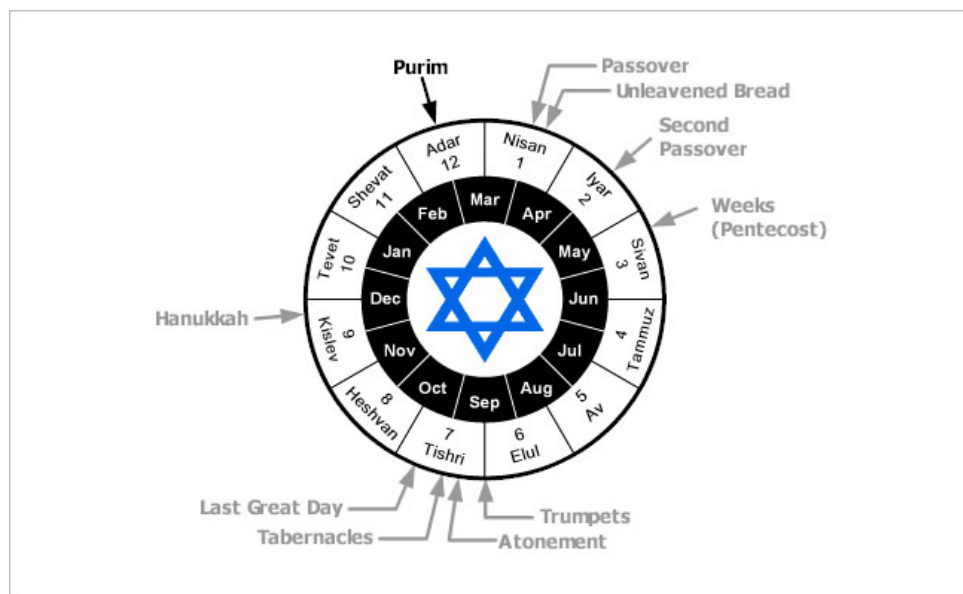 Purim
Passover
Unleavened Bread
Second
Passover
Weeks
(Pentecost)
Hanukkah
Last Great Day
Tabernacles
Trumpets
Atonement
Nisan
1
Iyar
2
Sivan
3
4
Tammuz
5
Av
6
Elul
7
Tishri
8
Heshvan
9
Kislev
Tevet
10
Shevat
11
Adar
12
Mar
Apr
May
Jun
Jul
Aug
Sep
Oct
Nov
Dec
Jan
Feb